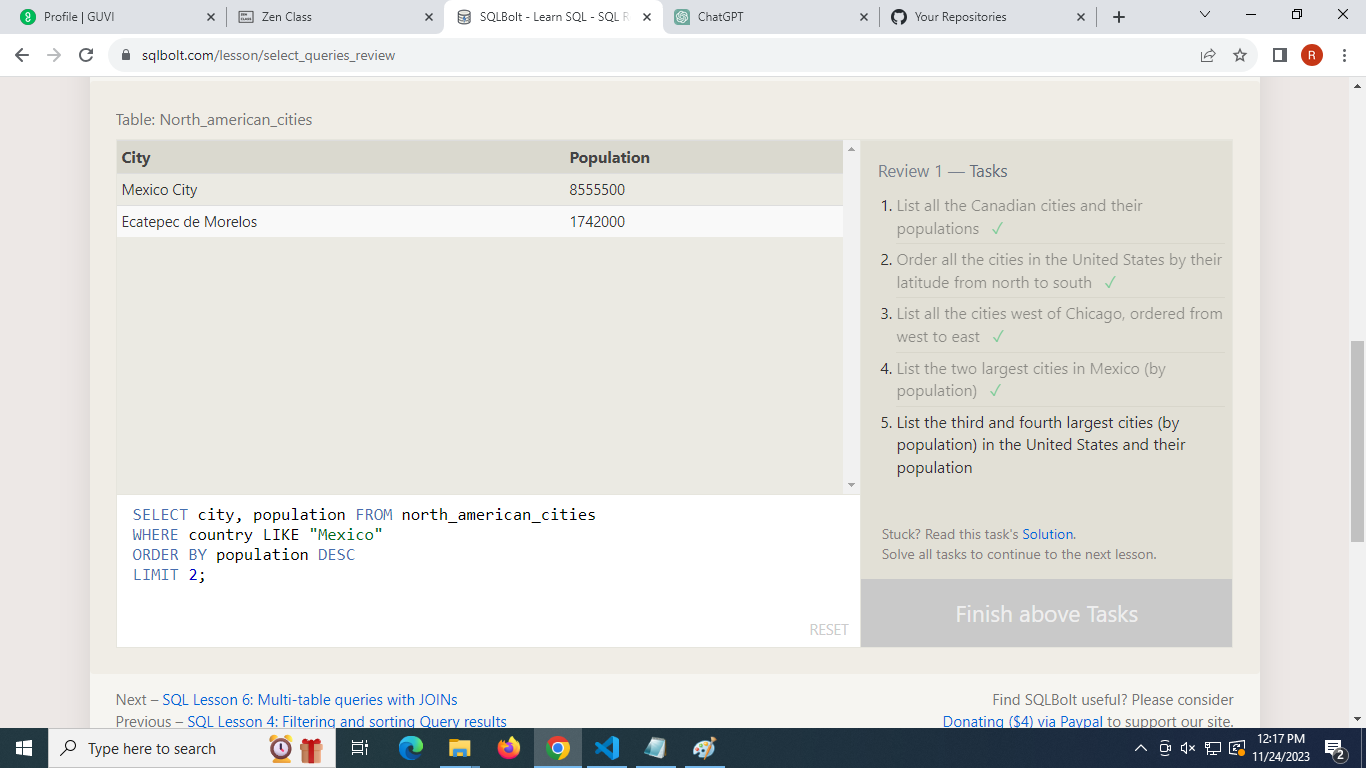 Profile | GUVI
Zen Class
SQLBolt - Learn SQL - SQL R
ChatGPT
Your Repositories
sqlbolt.com/lesson/select_queries_review
R
Table: North_american_cities
City Population
Mexico City 8555500
Ecatepec de Morelos 1742000
SELECT city, population FROM north_american_cities
WHERE country LIKE "Mexico"
ORDER BY population DESC
LIMIT 2;
RESET
Review 1 — Tasks
1. List all the Canadian cities and their
populations ✓
2. Order all the cities in the United States by their
latitude from north to south ✓
3. List all the cities west of Chicago, ordered from
west to east ✓
4. List the two largest cities in Mexico (by
population) ✓
5. List the third and fourth largest cities (by
population) in the United States and their
population
Stuck? Read this task's Solution.
Solve all tasks to continue to the next lesson.
Finish above Tasks
Next – SQL Lesson 6: Multi-table queries with JOINs
Previous – SQL Lesson 4: Filtering and sorting Query results
Find SQLBolt useful? Please consider
Donating ($4) via Paypal to support our site.
Type here to search
12:17 PM
11/24/2023
2